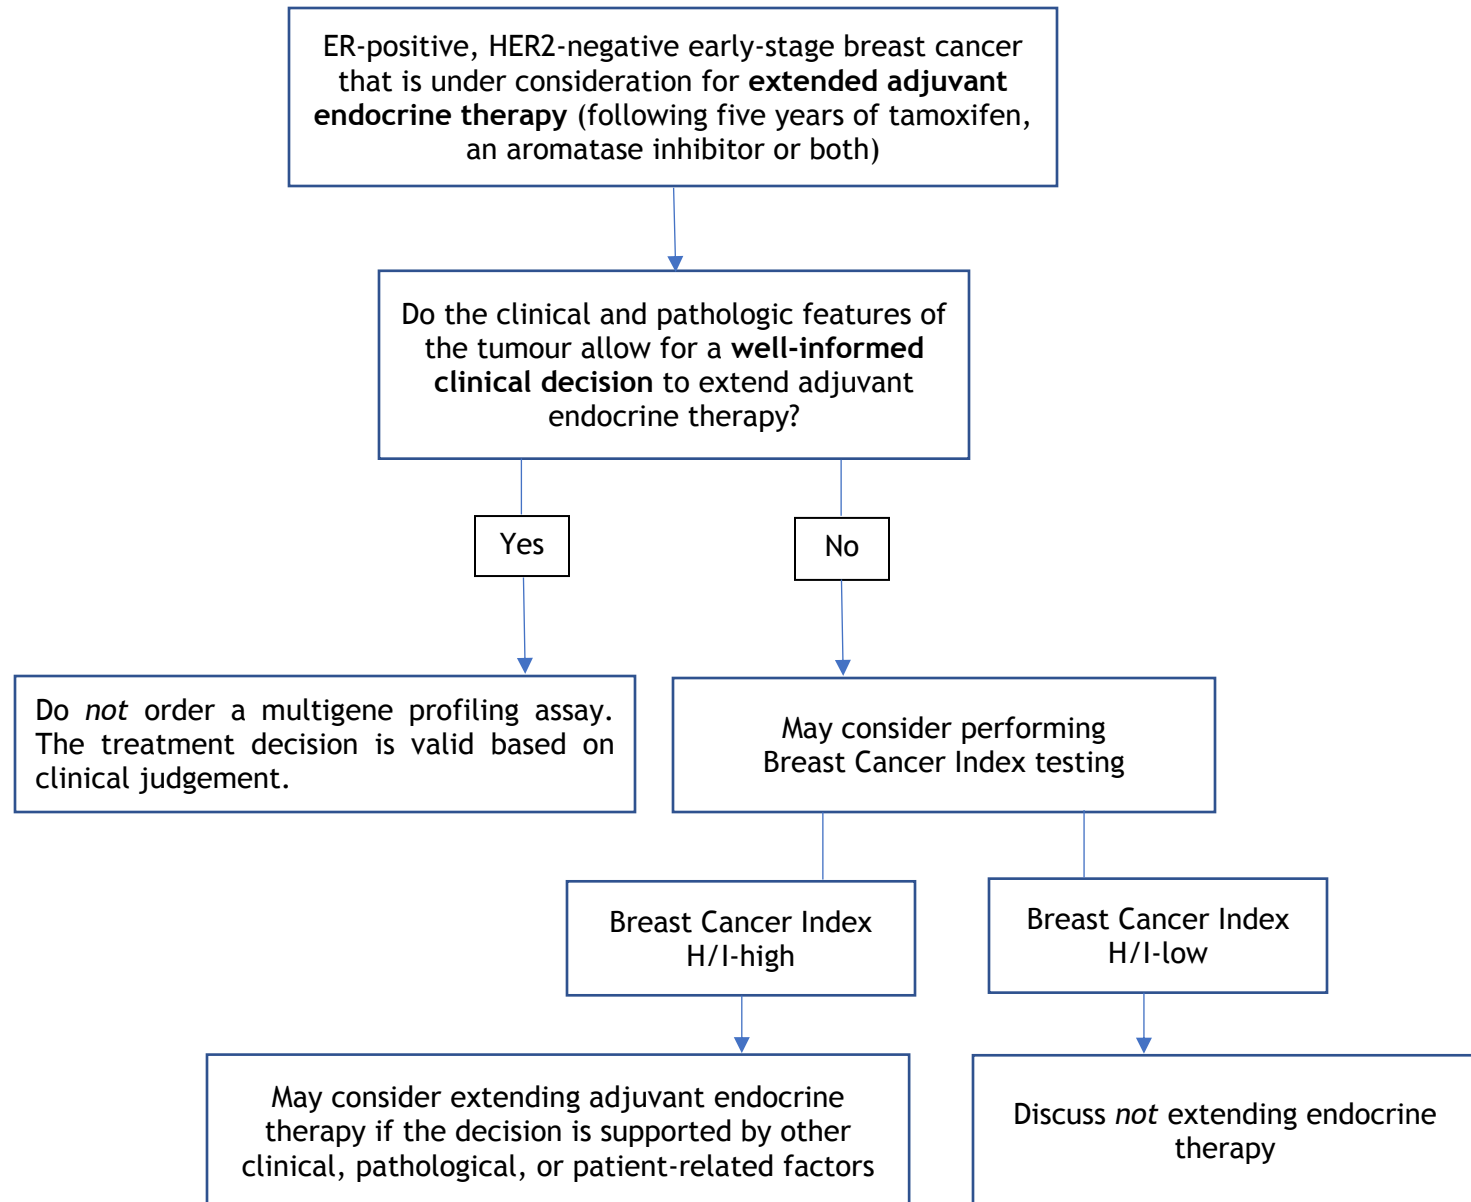 ER-positive, HER2-negative early-stage breast cancer
that is under consideration for extended adjuvant
endocrine therapy (following five years of tamoxifen,
an aromatase inhibitor or both)
Do the clinical and pathologic features of
the tumour allow for a well-informed
clinical decision to extend adjuvant
endocrine therapy?
Yes
No
Do not order a multigene profiling assay.
The treatment decision is valid based on
clinical judgement.
May consider performing
Breast Cancer Index testing
Breast Cancer Index
H/I-high
Breast Cancer Index
H/I-low
May consider extending adjuvant endocrine
therapy if the decision is supported by other
clinical, pathological, or patient-related factors
Discuss not extending endocrine
therapy